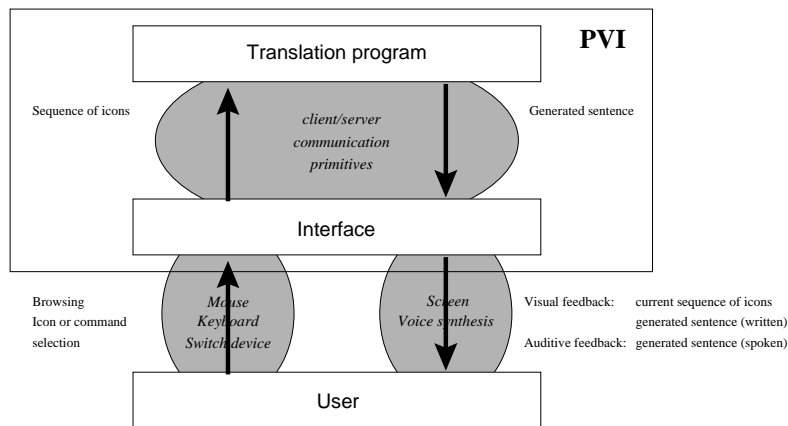 PVI
Translation program
Sequence of icons
client/server
communication
primitives
Generated sentence
Interface
Browsing
Icon or command
selection
Mouse
Keyboard
Switch device
Screen
Voice synthesis
Visual feedback: current sequence of icons
generated sentence (written)
Auditive feedback: generated sentence (spoken)
User